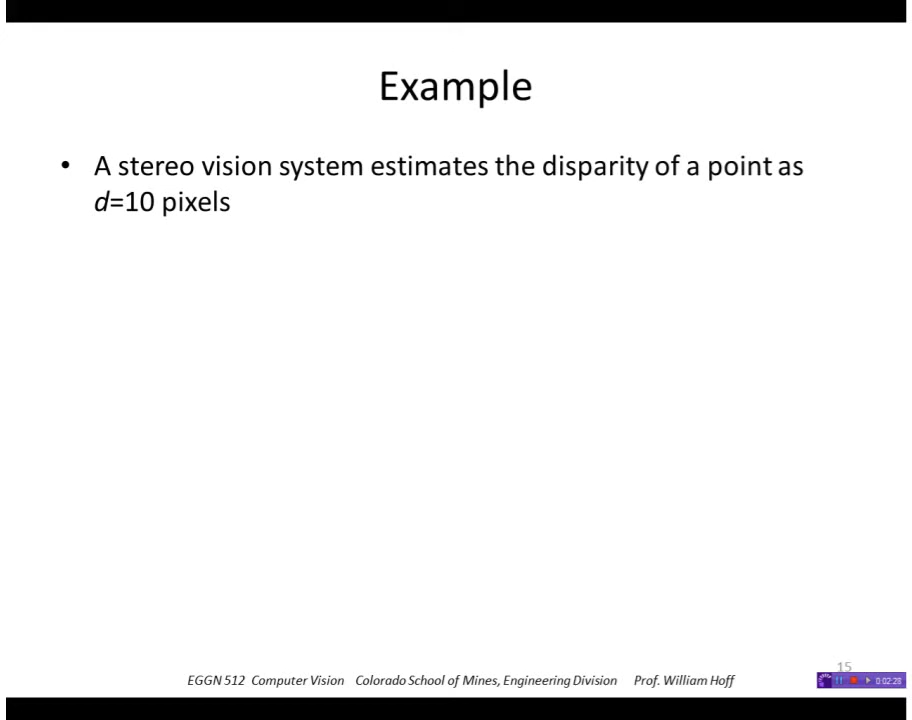 Example
• A stereo vision system estimates the disparity of a point as
d=10 pixels
15
EGGN 512 Computer Vision Colorado School of Mines, Engineering Division Prof. William Hoff
0:02:28